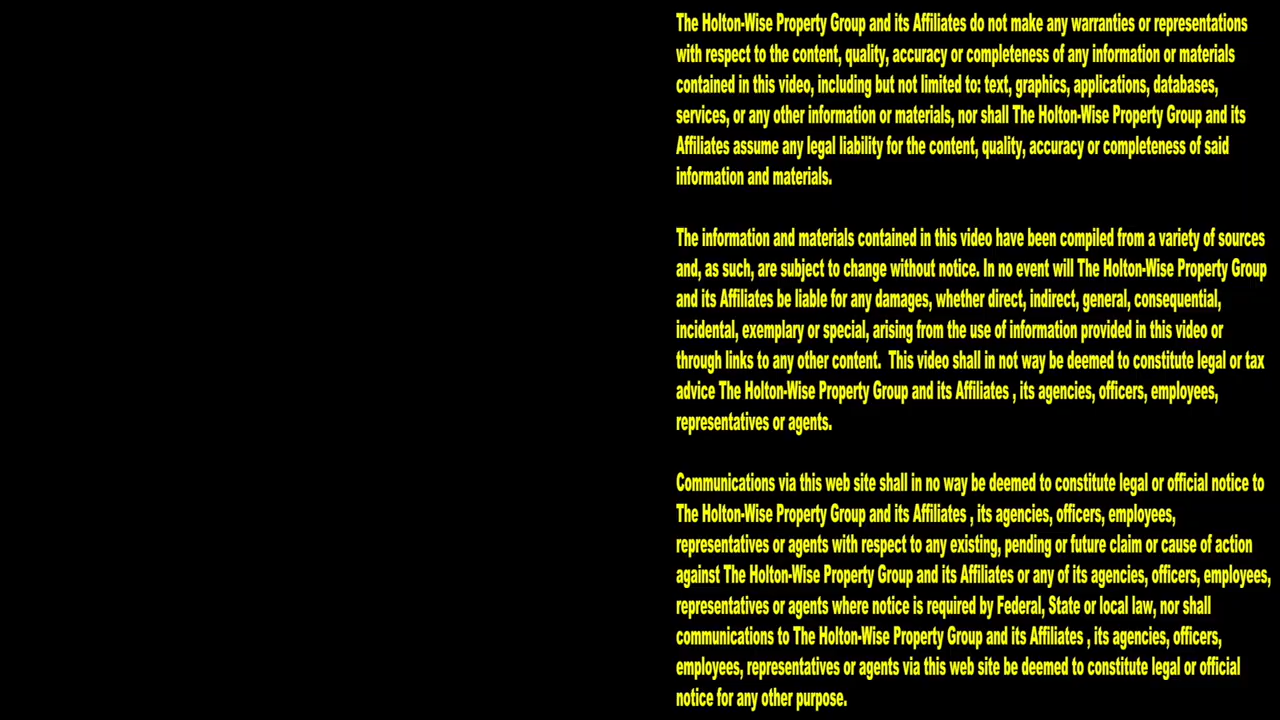 The Holton-Wise Property Group and its Affiliates do not make any warranties or representations
with respect to the content, quality, accuracy or completeness of any information or materials
contained in this video, including but not limited to: text, graphics, applications, databases,
services, or any other information or materials, nor shall The Holton-Wise Property Group and its
Affiliates assume any legal liability for the content, quality, accuracy or completeness of said
information and materials.
The information and materials contained in this video have been compiled from a variety of sources
and, as such, are subject to change without notice. In no event will The Holton-Wise Property Group
and its Affiliates be liable for any damages, whether direct, indirect, general, consequential,
incidental, exemplary or special, arising from the use of information provided in this video or
through links to any other content.  This video shall in not way be deemed to constitute legal or tax
advice The Holton-Wise Property Group and its Affiliates , its agencies, officers, employees,
representatives or agents.
Communications via this web site shall in no way be deemed to constitute legal or official notice to
The Holton-Wise Property Group and its Affiliates , its agencies, officers, employees,
representatives or agents with respect to any existing, pending or future claim or cause of action
against The Holton-Wise Property Group and its Affiliates or any of its agencies, officers, employees,
representatives or agents where notice is required by Federal, State or local law, nor shall
communications to The Holton-Wise Property Group and its Affiliates , its agencies, officers,
employees, representatives or agents via this web site be deemed to constitute legal or official
notice for any other purpose.